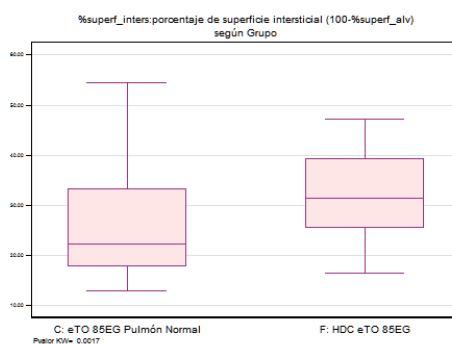 %superf_inters:porcentaje de superficie intersticial (100-%superf_alv)
según Grupo
60.00
50.00
40.00
30.00
20.00
10.00
C: eTO 85EG Pulmón Normal
F: HDC eTO 85EG
Pvalor KW= 0.0017